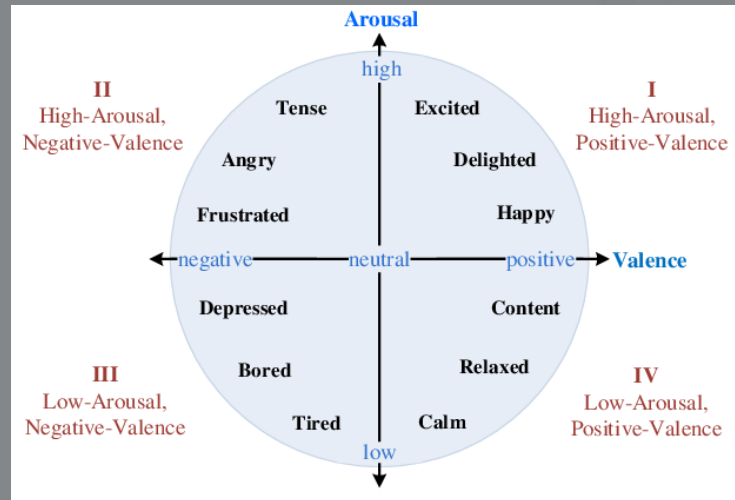 Arousal
high
II
High-Arousal,
Negative-Valence
I
High-Arousal,
Positive-Valence
Tense
Excited
Angry
Delighted
Frustrated
Happy
negative
neutral
positive
Valence
Depressed
Content
Bored
Relaxed
Tired
Calm
III
Low-Arousal,
Negative-Valence
IV
Low-Arousal,
Positive-Valence
low